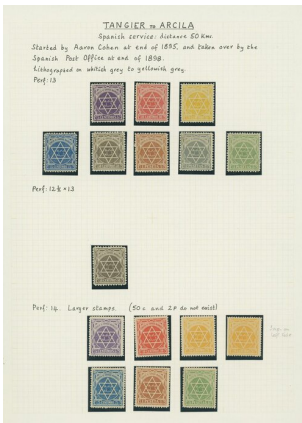 TANGIER to ARCILA
Spanish service: distance 50 Kms.
Started by Aaron Cohen at end of 1895, and taken over by the
Spanish Post Office at end of 1898.
Lithographed on whitish grey to yellowish grey.
Perf: 13
Perf: 12½ × 13
Perf: 14. Larger stamps. (50 c and 2 P do not exist)